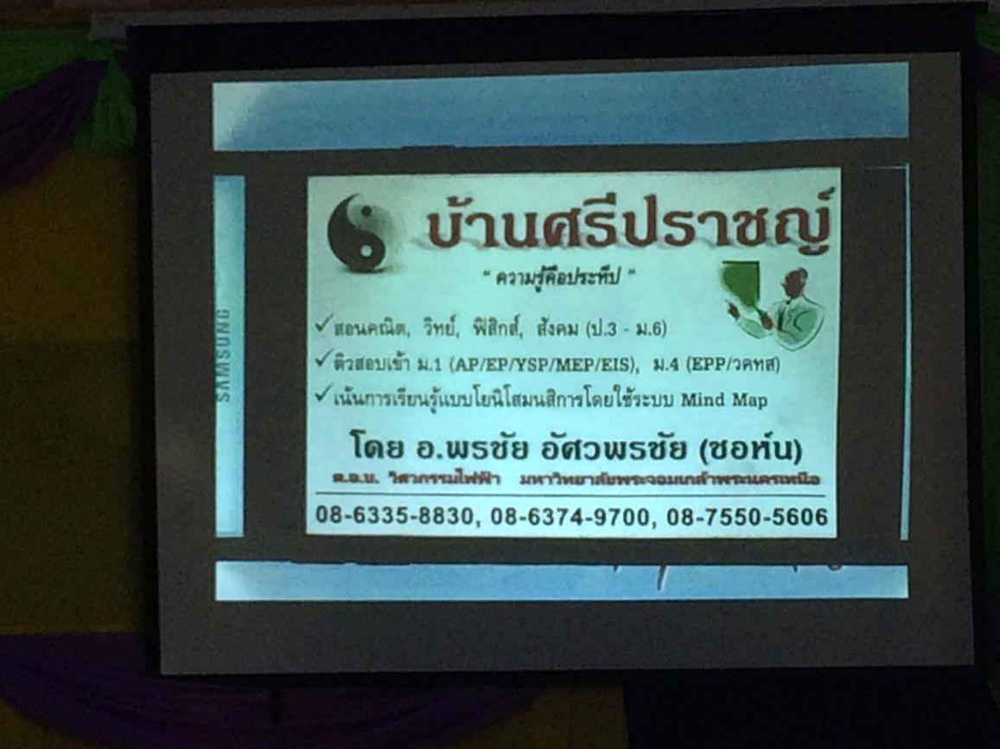 บ้านศรีปราชญ์
" ความรู้คือประทีป "
✓ สอนคณิต, วิทย์, ฟิสิกส์, สังคม (ป.3 - ม.6)
✓ ติวสอบเข้า ม.1 (AP/EP/YSP/MEP/EIS), ม.4 (EPP/วคทส)
✓ เน้นการเรียนรู้แบบโยนิโสมนสิการโดยใช้ระบบ Mind Map
โดย อ.พรชัย อัศวพรชัย (ชอห์น)
ค.อ.บ. วิศวกรรมไฟฟ้า มหาวิทยาลัยพระจอมเกล้าพระนครเหนือ
08-6335-8830, 08-6374-9700, 08-7550-5606
SAMSUNG